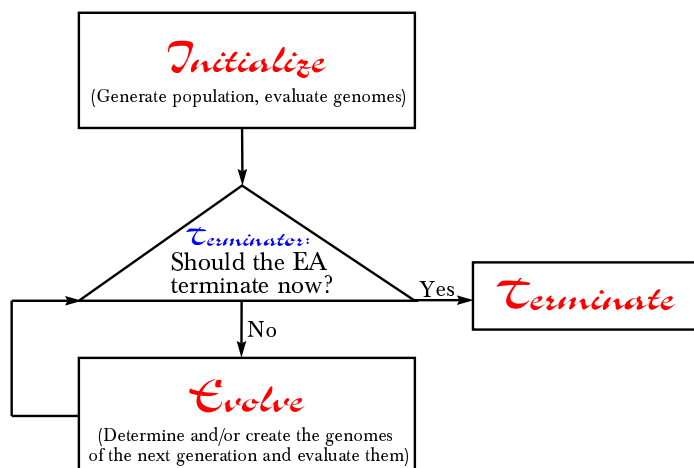 Initialize
(Generate population, evaluate genomes)
Terminator:
Should the EA
terminate now?
Yes
Terminate
No
Evolve
(Determine and/or create the genomes
of the next generation and evaluate them)